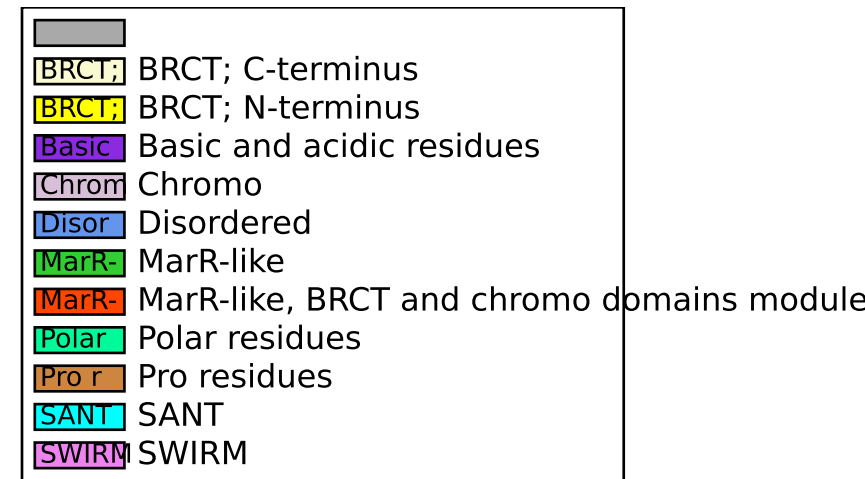 BRCT; BRCT; C-terminus
BRCT; BRCT; N-terminus
Basic Basic and acidic residues
Chrom Chromo
Disor Disordered
MarR- MarR-like
MarR- MarR-like, BRCT and chromo domains module
Polar Polar residues
Pro r Pro residues
SANT SANT
SWIRM SWIRM